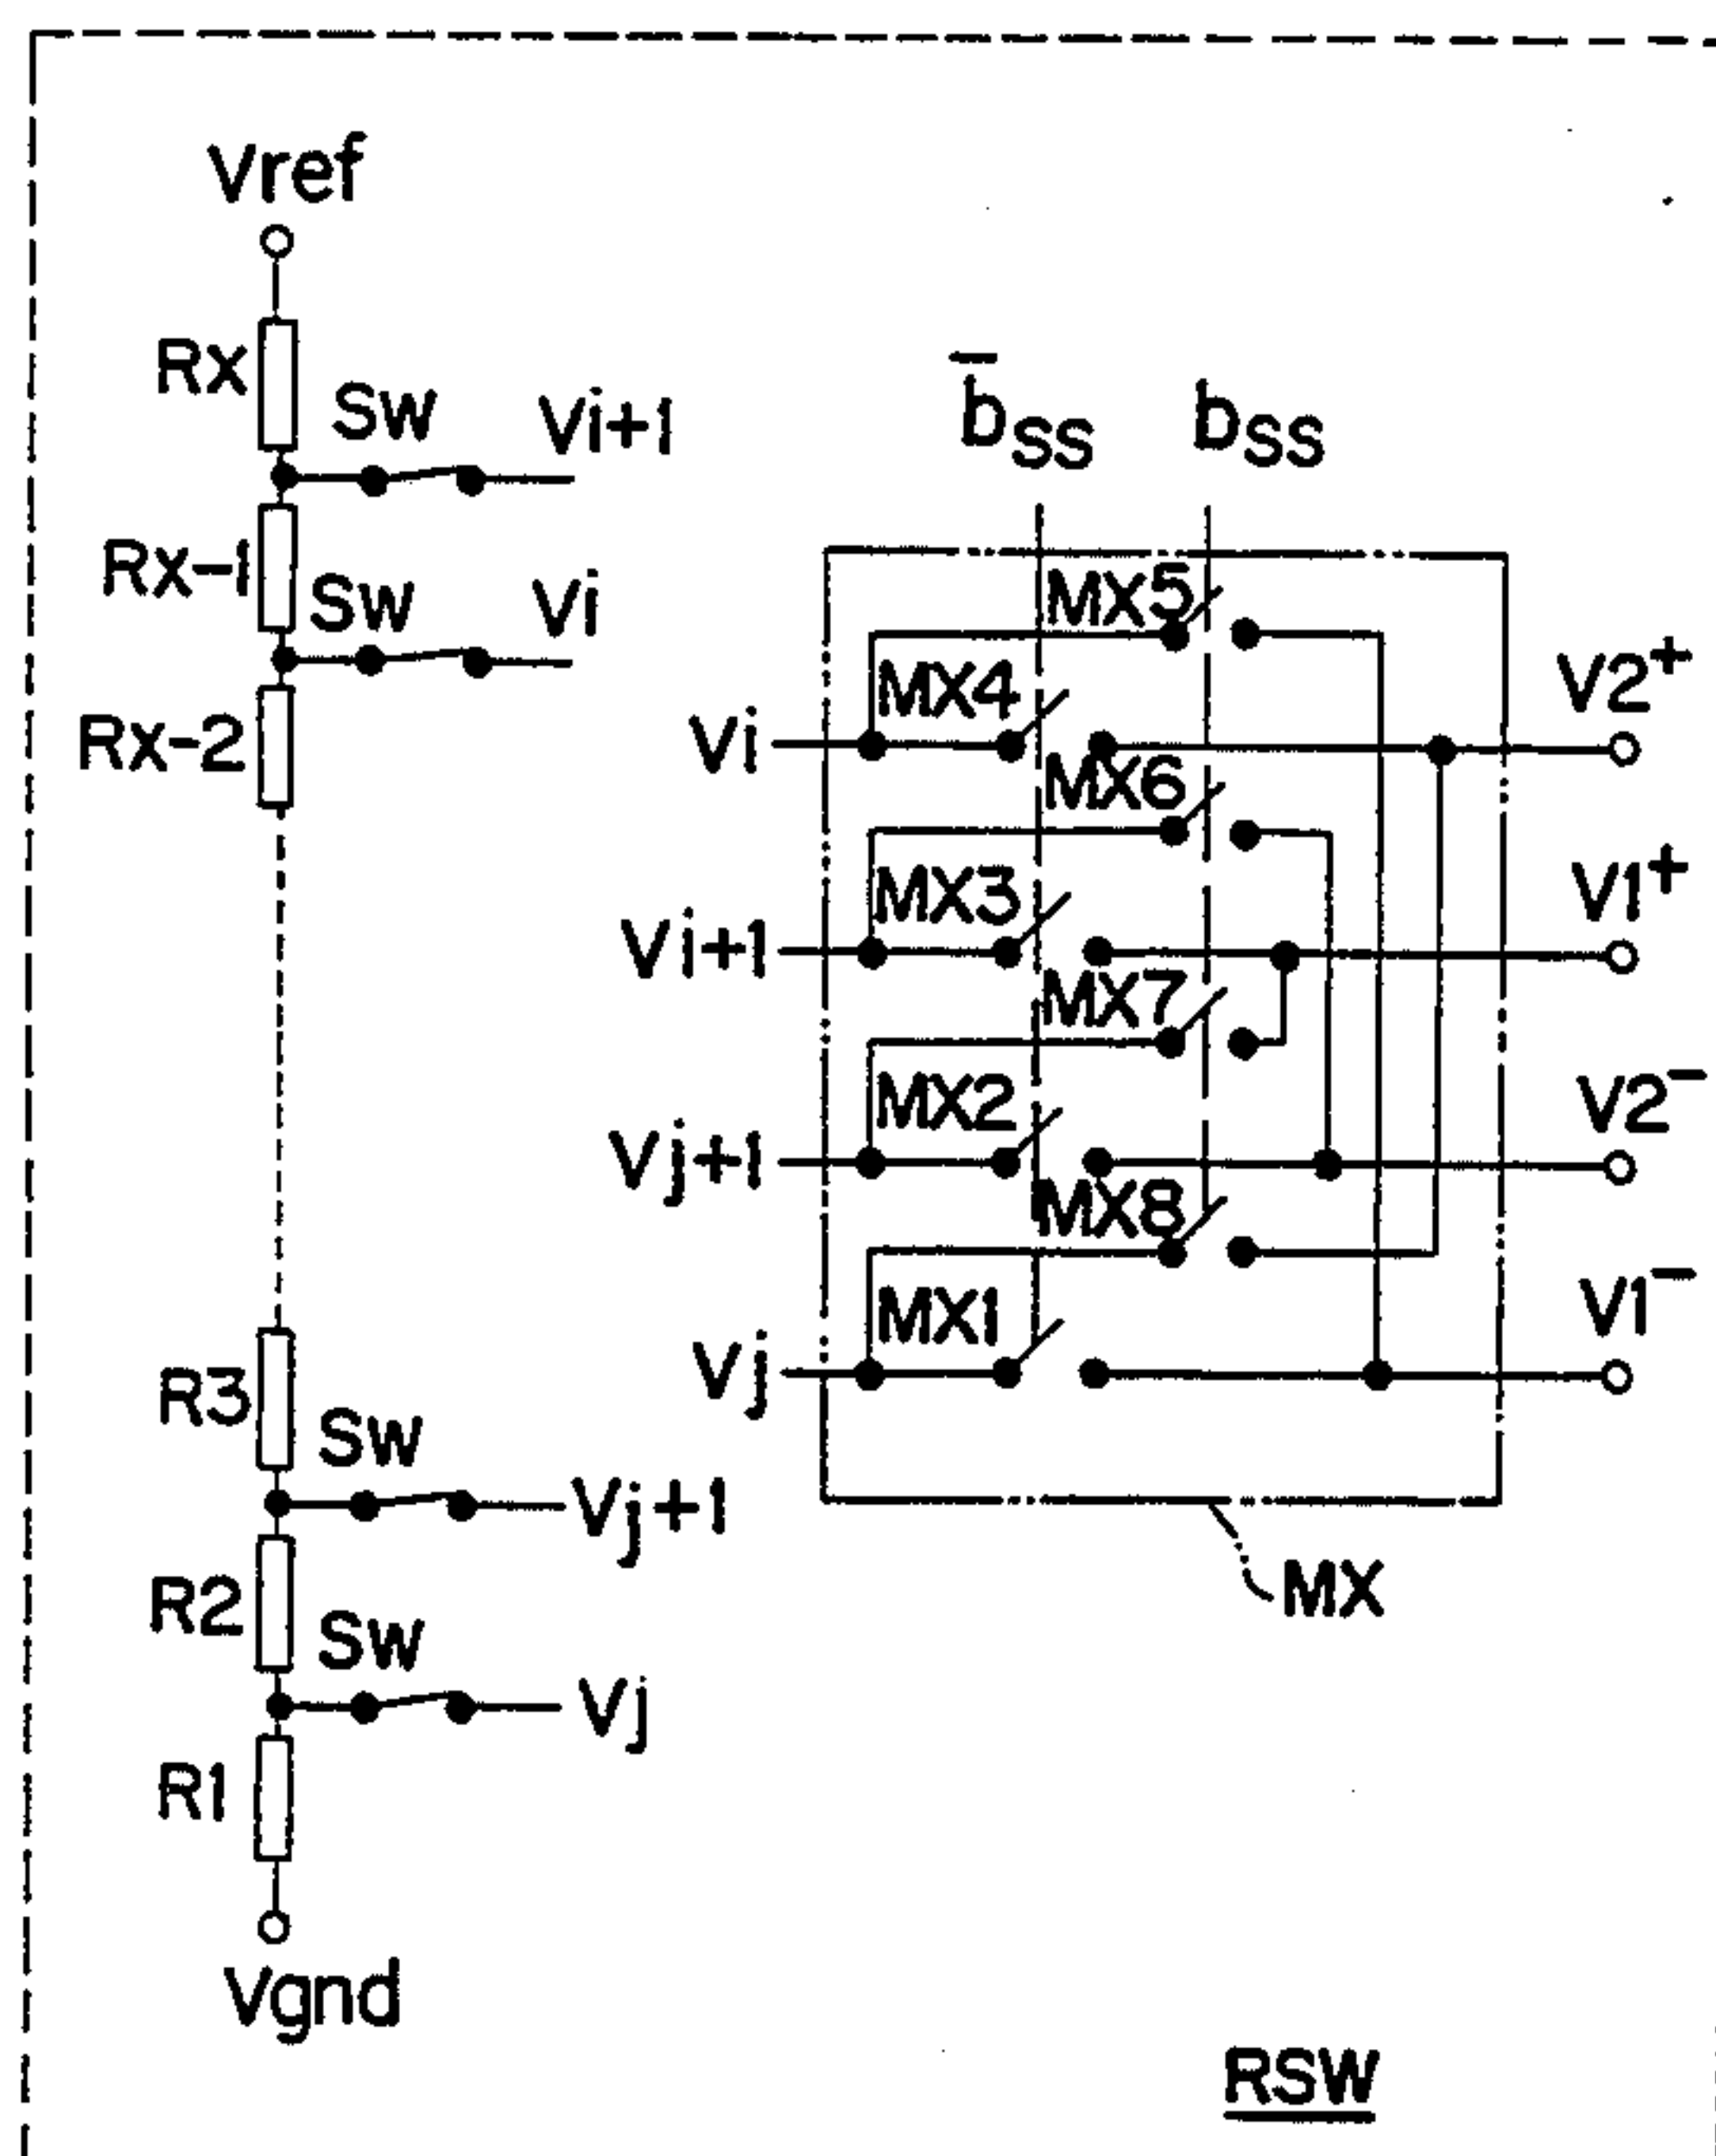 Vref
Rx
SW
Vi+1
Rx-1
SW
Vi
Rx-2
R3
SW
Vj+1
R2
SW
Vj
R1
Vgnd
b̅SS
bSS
MX5
MX4
Vi
V2+
MX6
MX3
Vi+1
V1+
MX7
MX2
Vj+1
V2-
MX8
MX1
Vj
V1-
MX
RSW